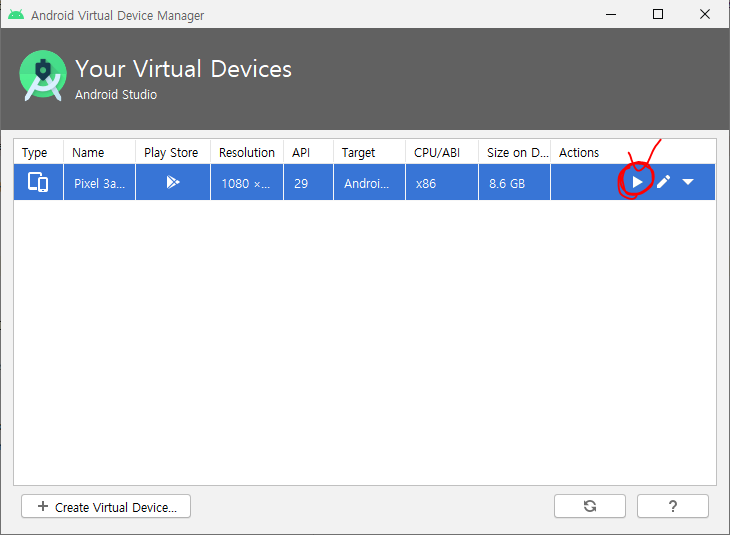 Android Virtual Device Manager
Your Virtual Devices
Android Studio
Type Name Play Store Resolution API Target CPU/ABI Size on D... Actions
Pixel 3a... 1080 ×... 29 Androi... x86 8.6 GB
+ Create Virtual Device...
?